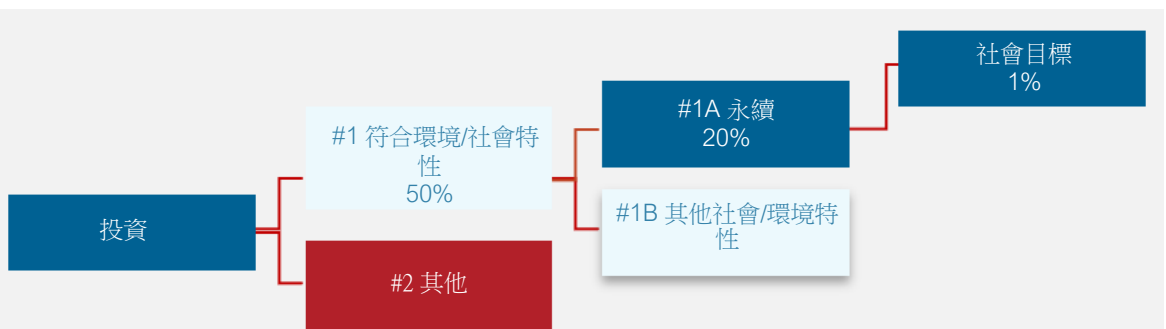 社會目標
1%
#1A 永續
20%
#1 符合環境/社會特
性
50%
#1B 其他社會/環境特
性
投資
#2 其他